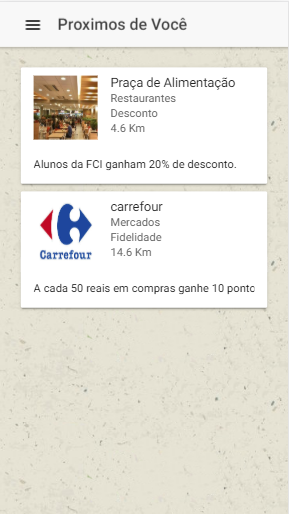 Proximos de Você
Praça de Alimentação
Restaurantes
Desconto
4.6 Km
Alunos da FCI ganham 20% de desconto.
carrefour
Mercados
Fidelidade
14.6 Km
Carrefour
A cada 50 reais em compras ganhe 10 ponto